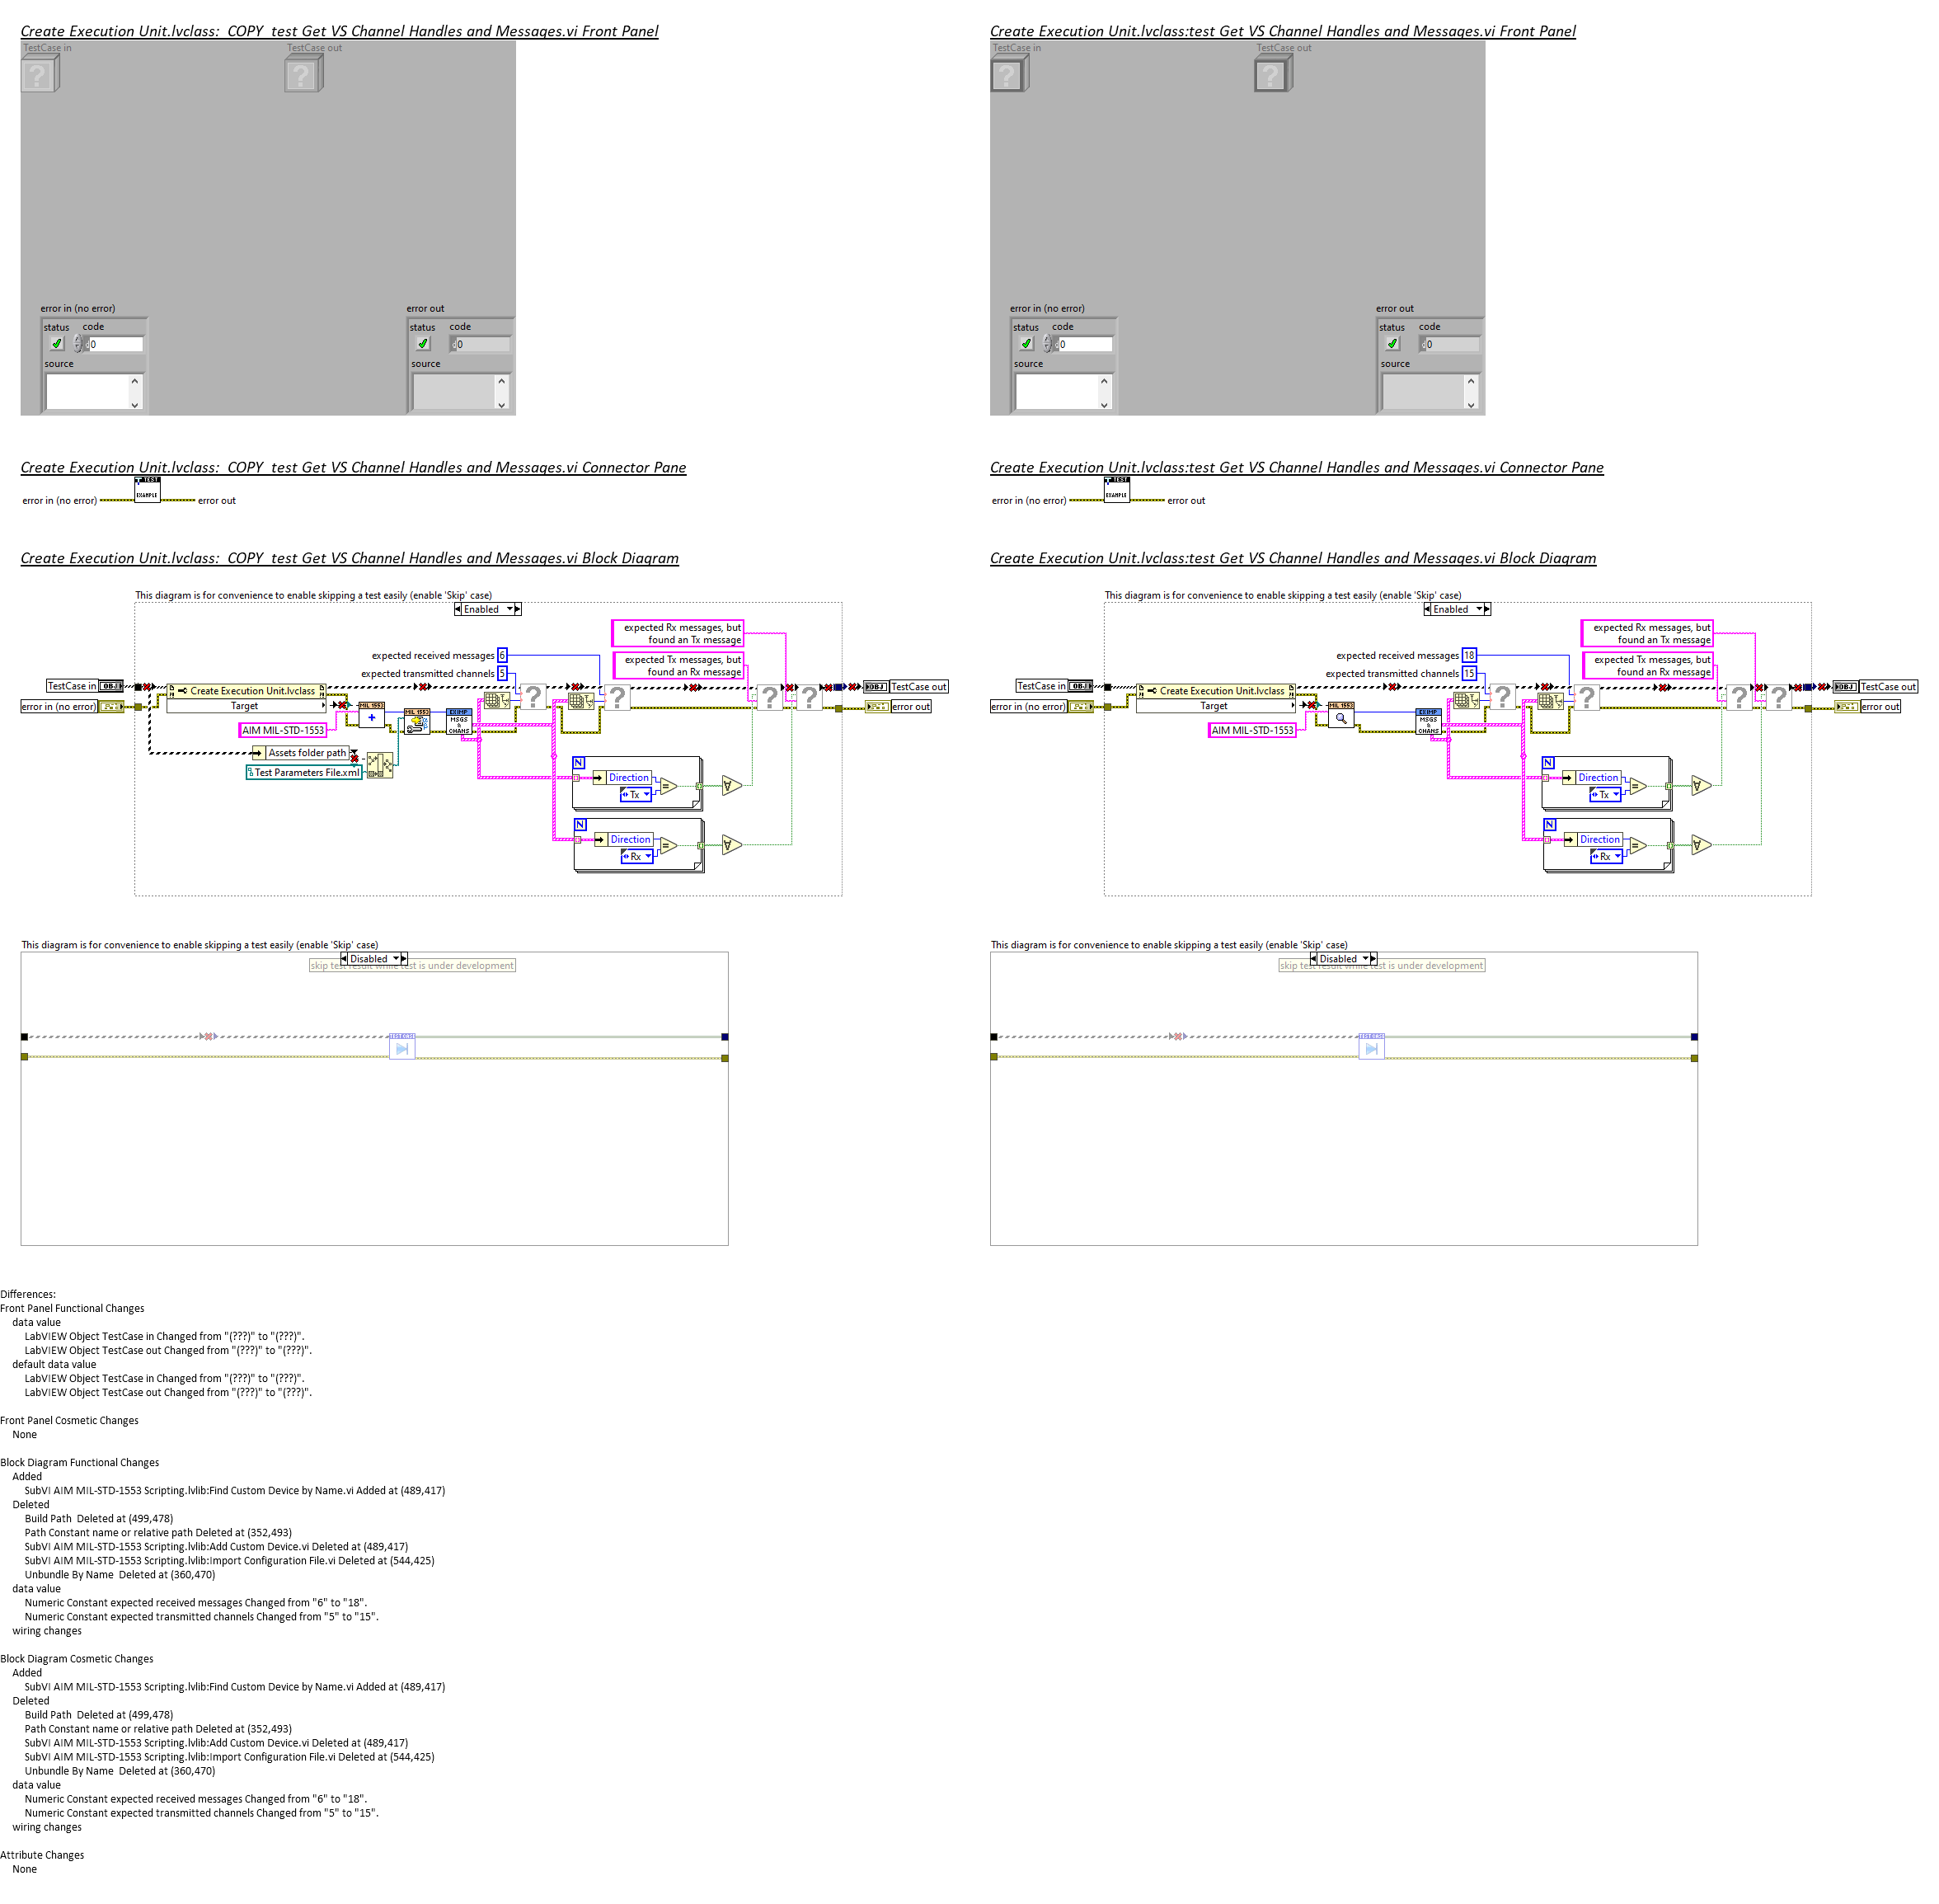 Create Execution Unit.lvclass:  COPY  test Get VS Channel Handles and Messages.vi Front Panel
TestCase in
TestCase out
error in (no error)
status
code
0
source
error out
status
code
0
source
Create Execution Unit.lvclass:test Get VS Channel Handles and Messages.vi Front Panel
TestCase in
TestCase out
error in (no error)
status
code
0
source
error out
status
code
0
source
Create Execution Unit.lvclass:  COPY  test Get VS Channel Handles and Messages.vi Connector Pane
error in (no error)
TEST
EXAMPLE
error out
Create Execution Unit.lvclass:test Get VS Channel Handles and Messages.vi Connector Pane
error in (no error)
TEST
EXAMPLE
error out
Create Execution Unit.lvclass:  COPY  test Get VS Channel Handles and Messages.vi Block Diagram
This diagram is for convenience to enable skipping a test easily (enable 'Skip' case)
Enabled
expected Rx messages, but
found an Tx message
expected Tx messages, but
found an Rx message
expected received messages
6
expected transmitted channels
5
TestCase in
OBJ
Create Execution Unit.lvclass
Target
error in (no error)
AIM MIL-STD-1553
MIL 1553
MIL 1553
MSGS
CHANS
Assets folder path
Test Parameters File.xml
OBJ
TestCase out
error out
N
Direction
Tx
N
Direction
Rx
Create Execution Unit.lvclass:test Get VS Channel Handles and Messages.vi Block Diagram
This diagram is for convenience to enable skipping a test easily (enable 'Skip' case)
Enabled
expected Rx messages, but
found an Tx message
expected Tx messages, but
found an Rx message
expected received messages
18
expected transmitted channels
15
TestCase in
OBJ
Create Execution Unit.lvclass
Target
error in (no error)
AIM MIL-STD-1553
MIL 1553
MSGS
CHANS
OBJ
TestCase out
error out
N
Direction
Tx
N
Direction
Rx
This diagram is for convenience to enable skipping a test easily (enable 'Skip' case)
Disabled
skip test result while test is under development
This diagram is for convenience to enable skipping a test easily (enable 'Skip' case)
Disabled
skip test result while test is under development
Differences:
Front Panel Functional Changes
data value
LabVIEW Object TestCase in Changed from "(???)" to "(???)".
LabVIEW Object TestCase out Changed from "(???)" to "(???)".
default data value
LabVIEW Object TestCase in Changed from "(???)" to "(???)".
LabVIEW Object TestCase out Changed from "(???)" to "(???)".
Front Panel Cosmetic Changes
None
Block Diagram Functional Changes
Added
SubVI AIM MIL-STD-1553 Scripting.lvlib:Find Custom Device by Name.vi Added at (489,417)
Deleted
Build Path  Deleted at (499,478)
Path Constant name or relative path Deleted at (352,493)
SubVI AIM MIL-STD-1553 Scripting.lvlib:Add Custom Device.vi Deleted at (489,417)
SubVI AIM MIL-STD-1553 Scripting.lvlib:Import Configuration File.vi Deleted at (544,425)
Unbundle By Name  Deleted at (360,470)
data value
Numeric Constant expected received messages Changed from "6" to "18".
Numeric Constant expected transmitted channels Changed from "5" to "15".
wiring changes
Block Diagram Cosmetic Changes
Added
SubVI AIM MIL-STD-1553 Scripting.lvlib:Find Custom Device by Name.vi Added at (489,417)
Deleted
Build Path  Deleted at (499,478)
Path Constant name or relative path Deleted at (352,493)
SubVI AIM MIL-STD-1553 Scripting.lvlib:Add Custom Device.vi Deleted at (489,417)
SubVI AIM MIL-STD-1553 Scripting.lvlib:Import Configuration File.vi Deleted at (544,425)
Unbundle By Name  Deleted at (360,470)
data value
Numeric Constant expected received messages Changed from "6" to "18".
Numeric Constant expected transmitted channels Changed from "5" to "15".
wiring changes
Attribute Changes
None